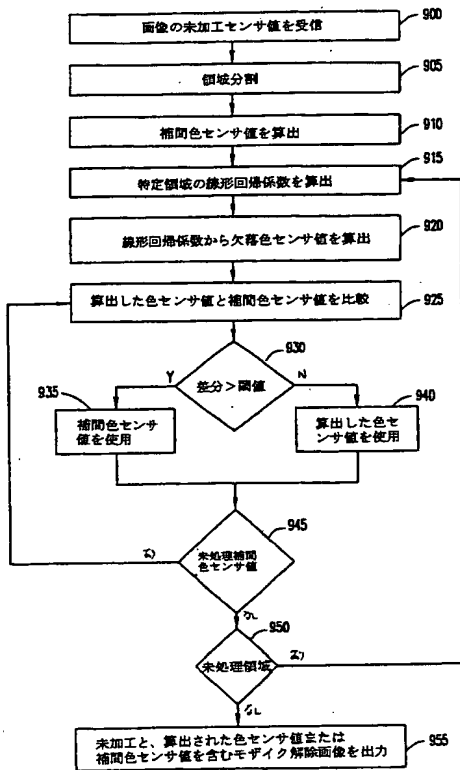 900
画像の未加工センサ値を受信
905
領域分割
910
補間色センサ値を算出
915
特定領域の線形回帰係数を算出
920
線形回帰係数から欠落色センサ値を算出
算出した色センサ値と補間色センサ値を比較
925
930
差分>閾値
Y
N
935
補間色センサ
値を使用
940
算出した色セ
ンサ値を使用
945
未処理補間
色センサ値
950
未処理領域
未加工と、算出された色センサ値または
補間色センサ値を含むモザイク解除画像を出力
955